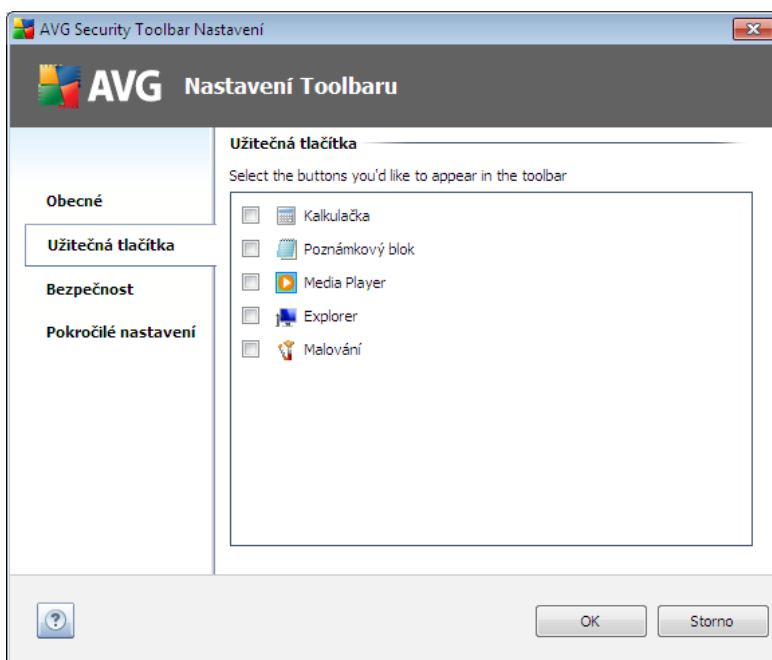 AVG Security Toolbar Nastavení
AVG Nastavení Toolbaru
Užitečná tlačítka
Select the buttons you'd like to appear in the toolbar
Obecné
Užitečná tlačítka
Bezpečnost
Pokročilé nastavení
Kalkulačka
Poznámkový blok
Media Player
Explorer
Malování
?
OK
Storno